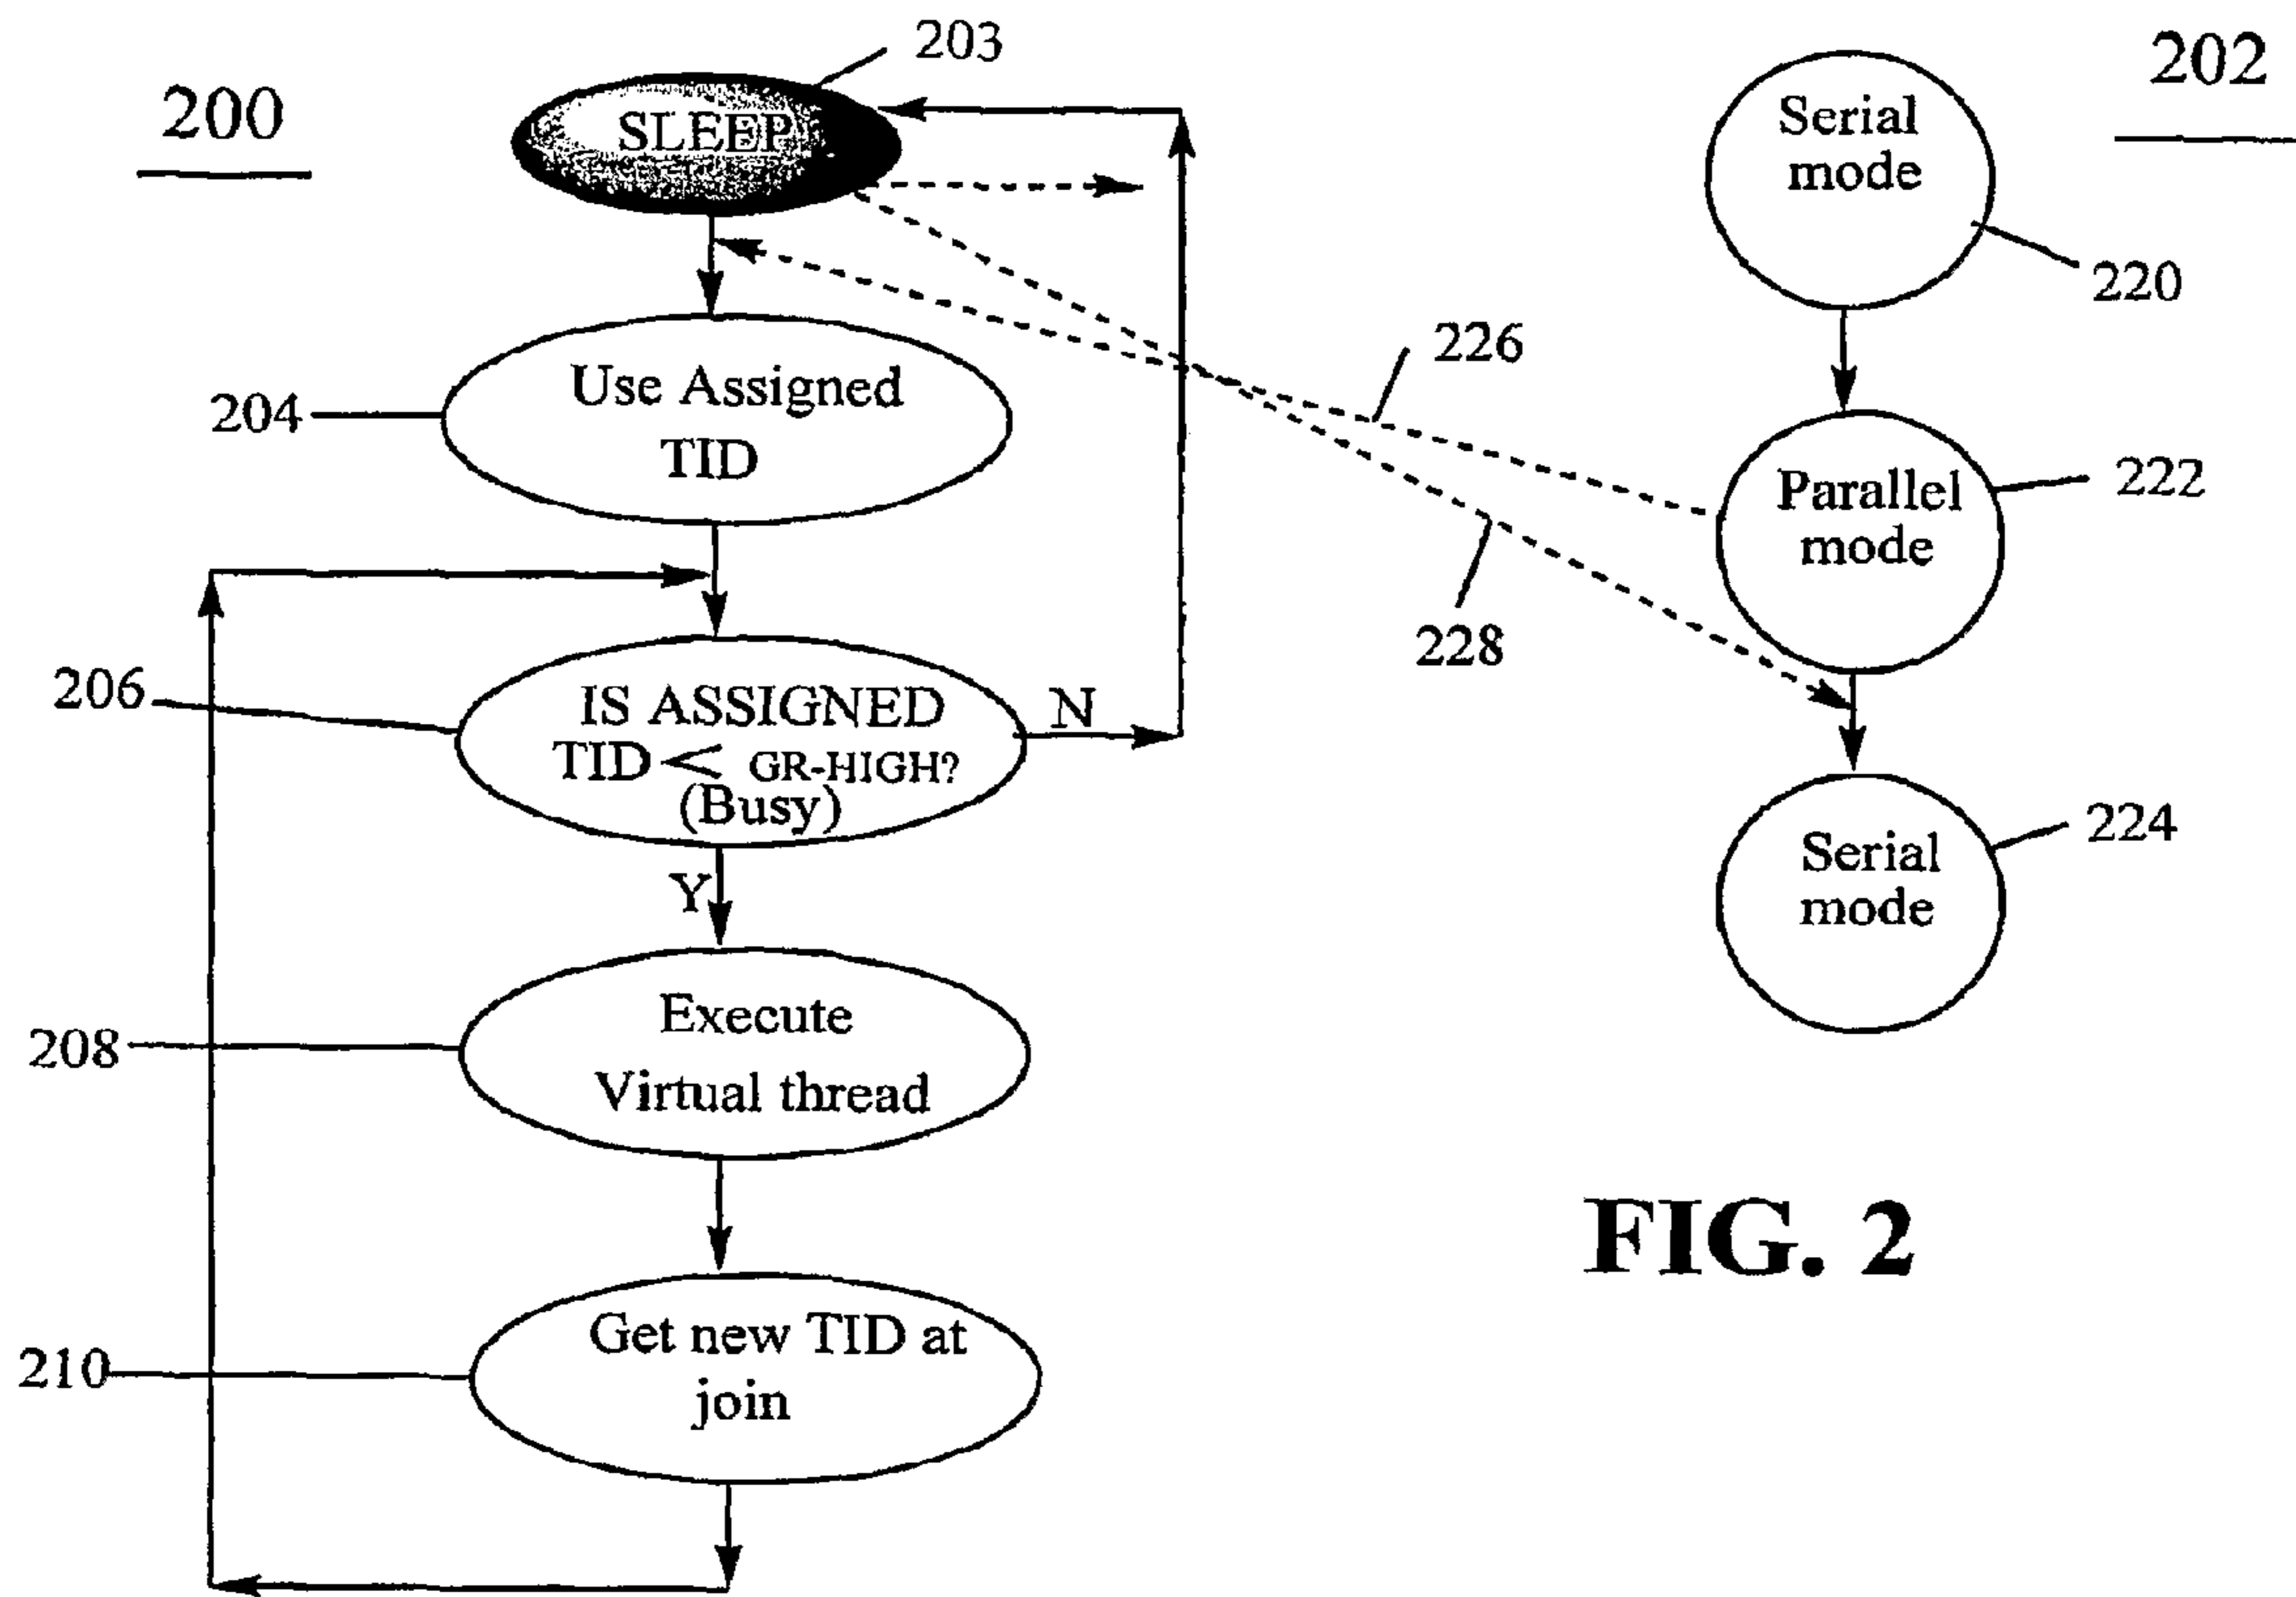 200
203
SLEEP
Use Assigned
TID
204
IS ASSIGNED
TID < GR-HIGH?
(Busy)
206
N
Y
Execute
Virtual thread
208
Get new TID at
join
210
202
Serial
mode
220
226
Parallel
mode
222
228
Serial
mode
224
FIG. 2